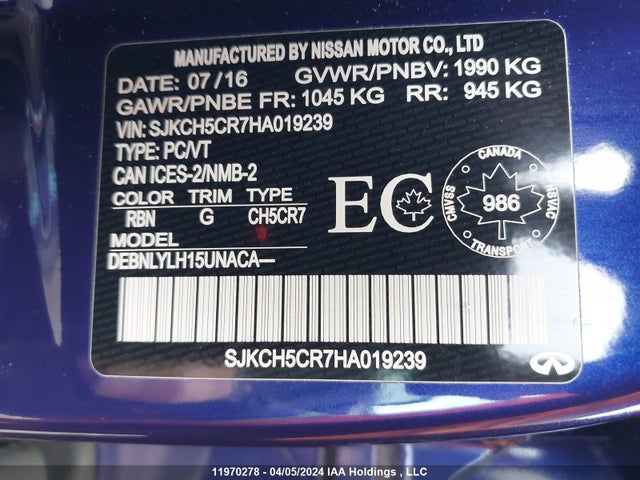 MANUFACTURED BY NISSAN MOTOR CO., LTD
DATE: 07/16 GVWR/PNBV: 1990 KG
GAWR/PNBE FR: 1045 KG RR: 945 KG
VIN: SJKCH5CR7HA019239
TYPE: PC/VT
CAN ICES-2/NMB-2
COLOR TRIM TYPE
RBN G CH5CR7
MODEL
DEBNLYLH15UNACA—
EC
CANADA
CMVSS 986 NSVAC
TRANSPORT
SJKCH5CR7HA019239
11970278 - 04/05/2024 IAA Holdings , LLC